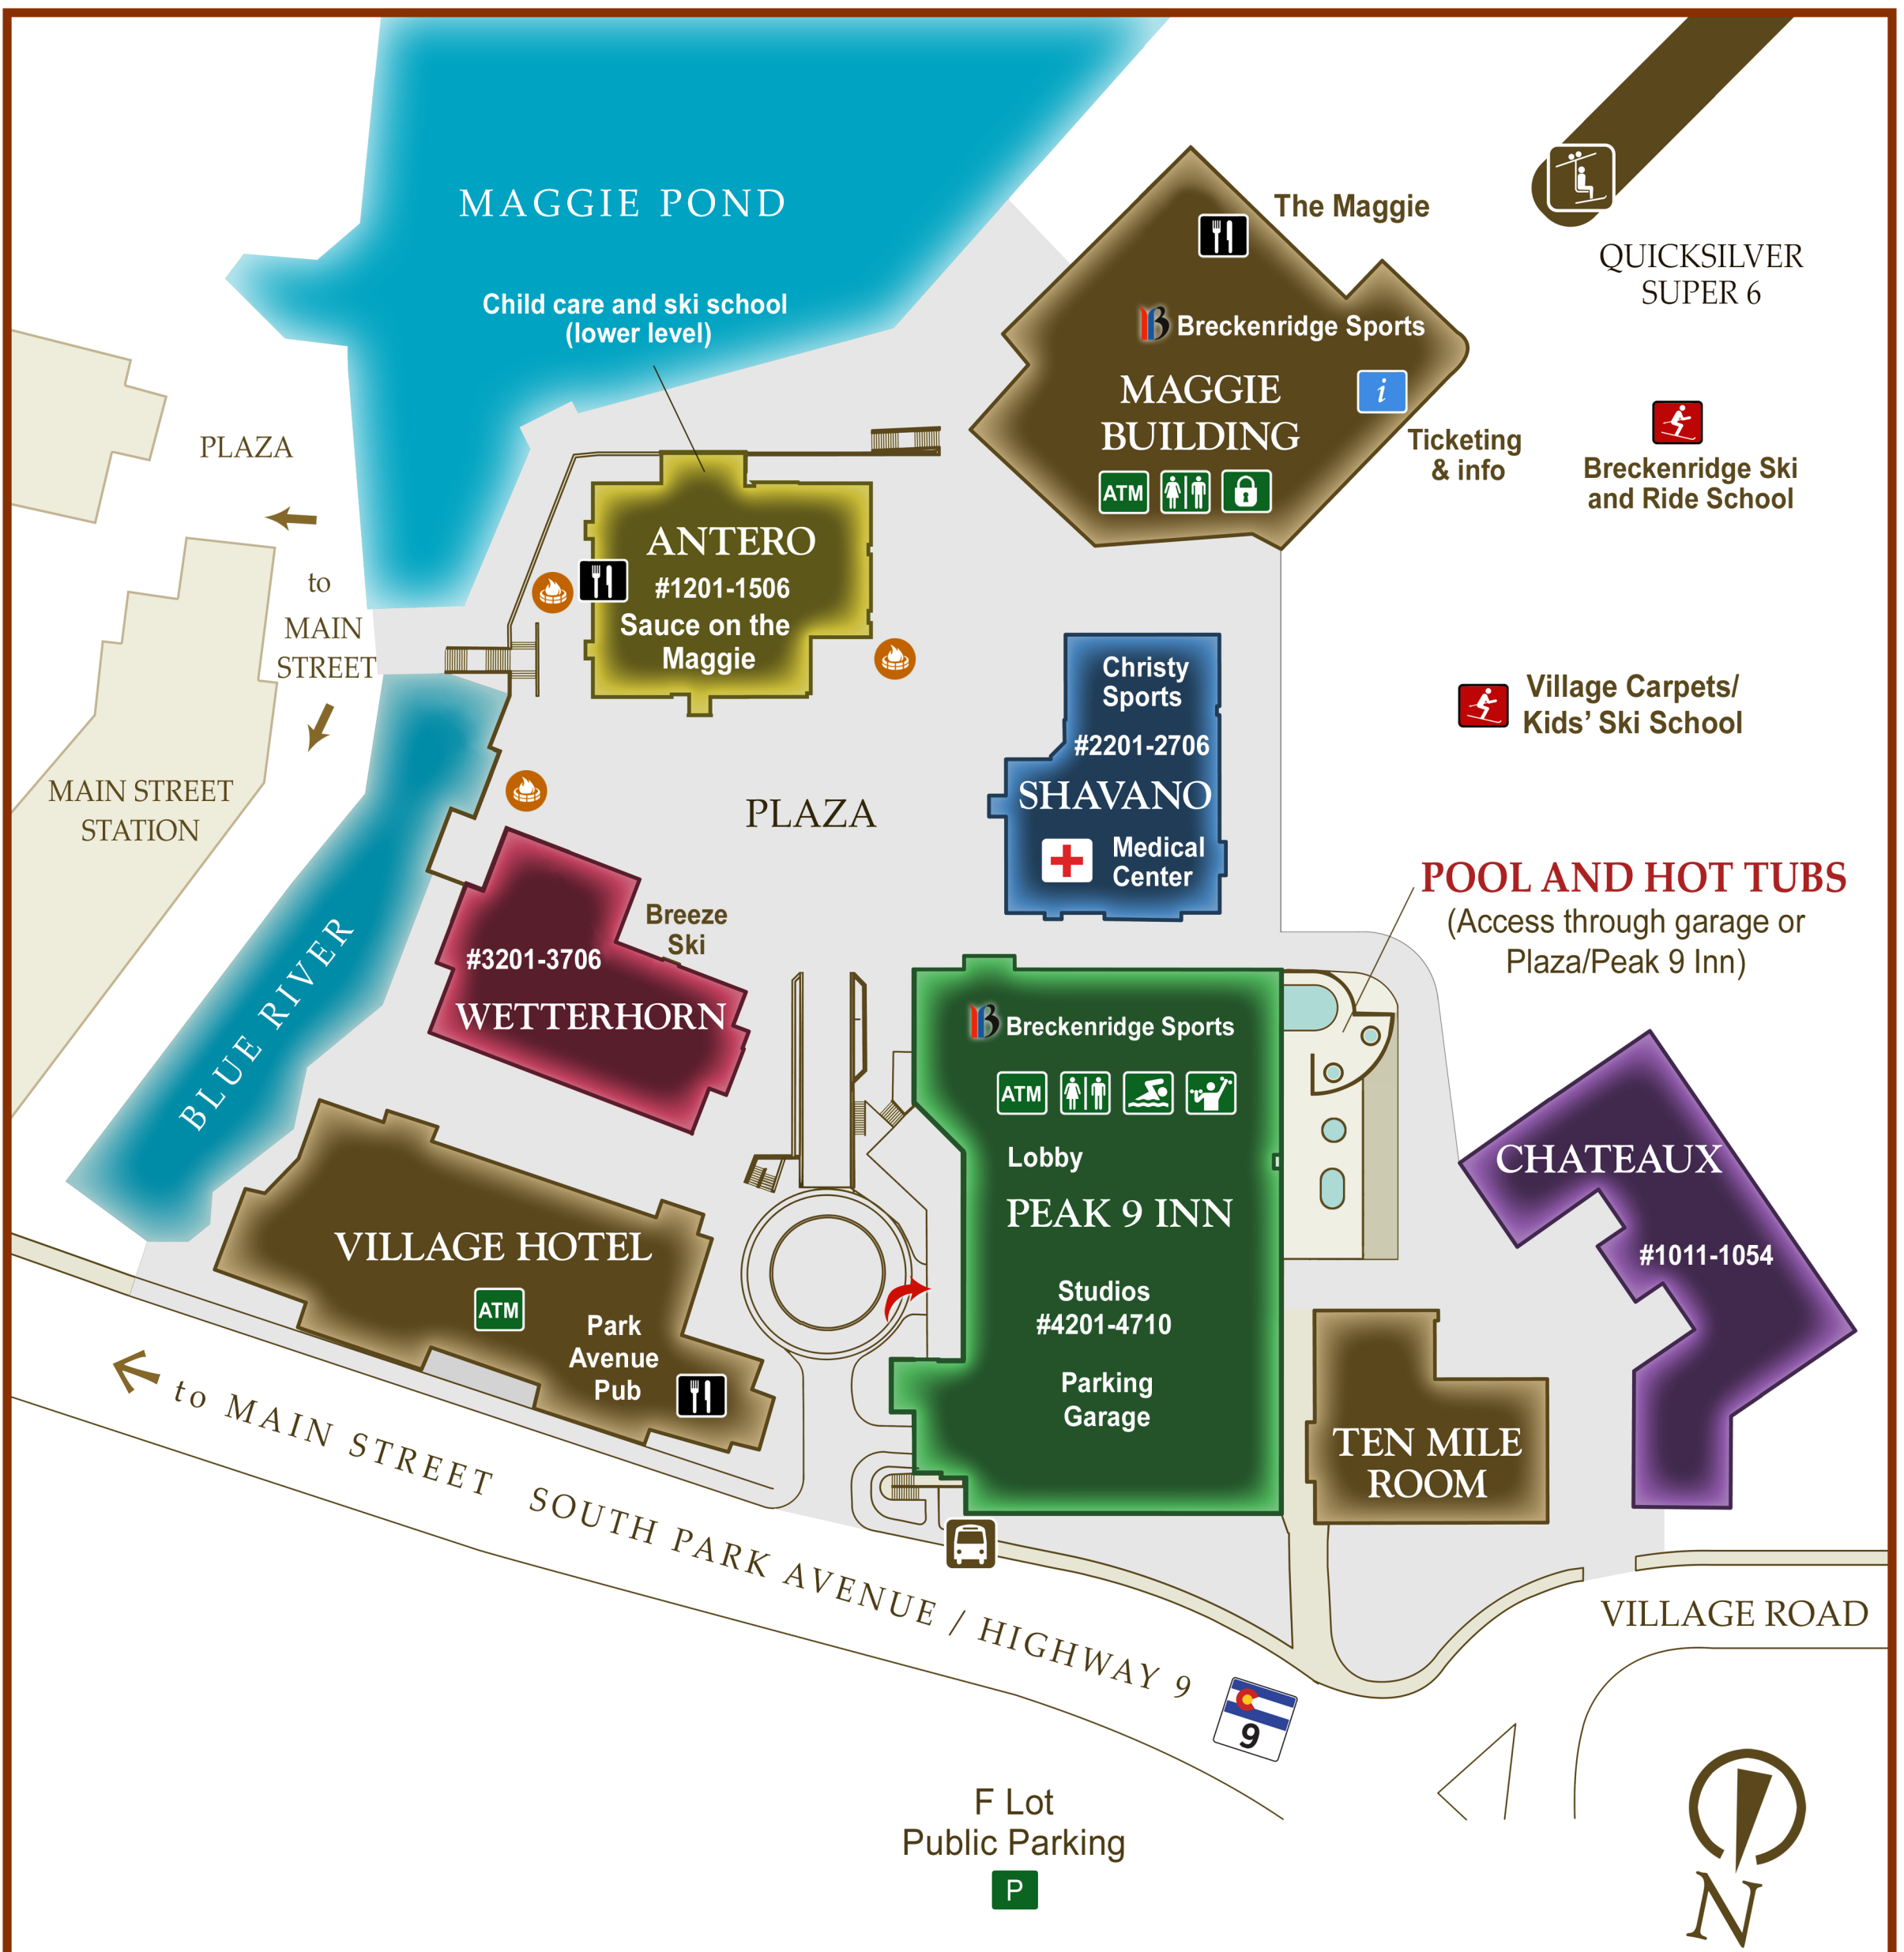 MAGGIE POND
Child care and ski school
(lower level)
The Maggie
Breckenridge Sports
MAGGIE
BUILDING
ATM
i
Ticketing
& info
QUICKSILVER
SUPER 6
Breckenridge Ski
and Ride School
Village Carpets/
Kids’ Ski School
PLAZA
to
MAIN
STREET
MAIN STREET
STATION
ANTERO
#1201-1506
Sauce on the
Maggie
PLAZA
Christy
Sports
#2201-2706
SHAVANO
Medical
Center
POOL AND HOT TUBS
(Access through garage or
Plaza/Peak 9 Inn)
BLUE RIVER
Breeze
Ski
#3201-3706
WETTERHORN
B Breckenridge Sports
ATM
Lobby
PEAK 9 INN
Studios
#4201-4710
Parking
Garage
CHATEAUX
#1011-1054
VILLAGE HOTEL
ATM
Park
Avenue
Pub
TEN MILE
ROOM
to MAIN STREET SOUTH PARK AVENUE / HIGHWAY 9
9
VILLAGE ROAD
F Lot
Public Parking
P
N